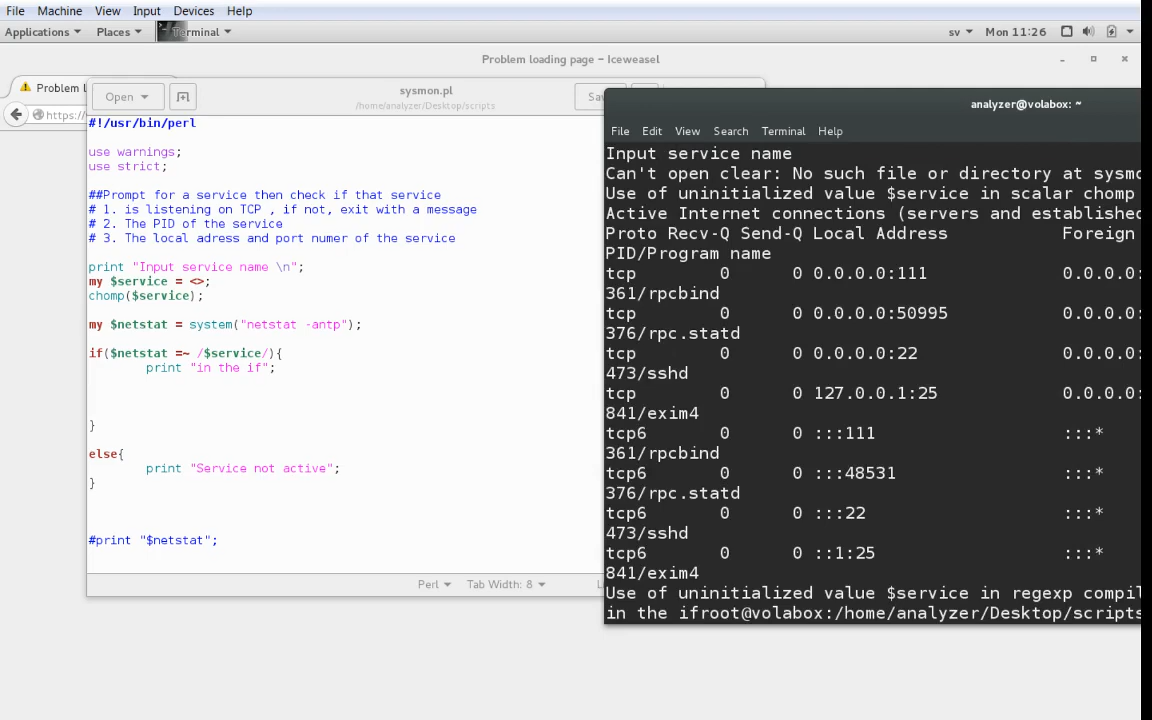 File Machine View Input Devices Help
Applications Places Terminal sv Mon 11:26
Problem loading page – Iceweasel
Problem l
https:/
Open
sysmon.pl
/home/analyzer/Desktop/scripts
Sa
#!/usr/bin/perl
use warnings;
use strict;
##Prompt for a service then check if that service
# 1. is listening on TCP , if not, exit with a message
# 2. The PID of the service
# 3. The local adress and port numer of the service
print "Input service name \n";
my $service = <>;
chomp($service);
my $netstat = system("netstat -antp");
if($netstat =~ /$service/){
print "in the if";
}
else{
print "Service not active";
}
#print "$netstat";
Perl Tab Width: 8 L
analyzer@volabox: ~
File Edit View Search Terminal Help
Input service name
Can't open clear: No such file or directory at sysmo
Use of uninitialized value $service in scalar chomp
Active Internet connections (servers and established
Proto Recv-Q Send-Q Local Address Foreign
PID/Program name
tcp 0 0 0.0.0.0:111 0.0.0.0:
361/rpcbind
tcp 0 0 0.0.0.0:50995 0.0.0.0:
376/rpc.statd
tcp 0 0 0.0.0.0:22 0.0.0.0:
473/sshd
tcp 0 0 127.0.0.1:25 0.0.0.0:
841/exim4
tcp6 0 0 :::111 :::*
361/rpcbind
tcp6 0 0 :::48531 :::*
376/rpc.statd
tcp6 0 0 :::22 :::*
473/sshd
tcp6 0 0 ::1:25 :::*
841/exim4
Use of uninitialized value $service in regexp compil
in the ifroot@volabox:/home/analyzer/Desktop/scripts